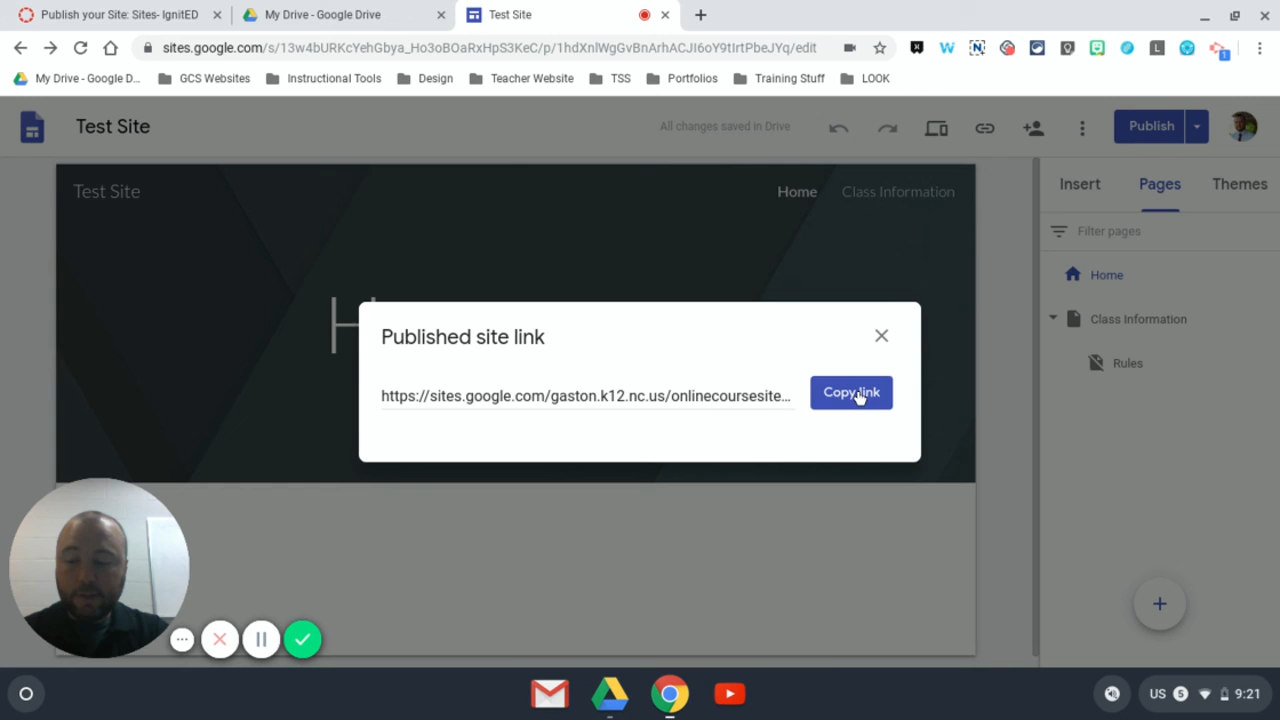 Publish your Site: Sites- IgnitED
My Drive - Google Drive
Test Site
sites.google.com/s/13w4bURKcYehGbya_Ho3oBOaRxHpS3KeC/p/1hdXnlWgGvBnArhACJI6oY9tIrtPbeJYq/edit
1
My Drive - Google D...
GCS Websites
Instructional Tools
Design
Teacher Website
TSS
Portfolios
Training Stuff
LOOK
Test Site
All changes saved in Drive
Publish
Test Site
Home
Class Information
Insert
Pages
Themes
Filter pages
Home
Class Information
Rules
Published site link
https://sites.google.com/gaston.k12.nc.us/onlinecoursesite...
Copy link
US
5
9:21